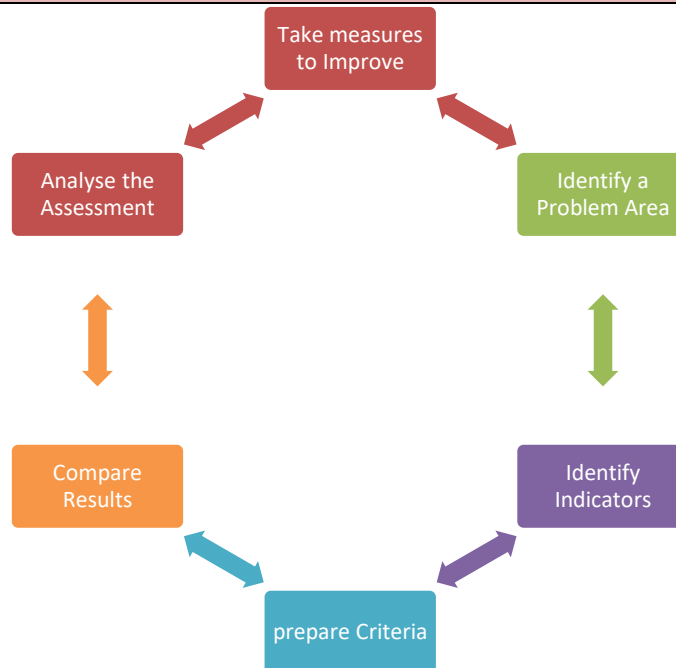 Take measures
to Improve
Identify a
Problem Area
Identify
Indicators
prepare Criteria
Compare
Results
Analyse the
Assessment